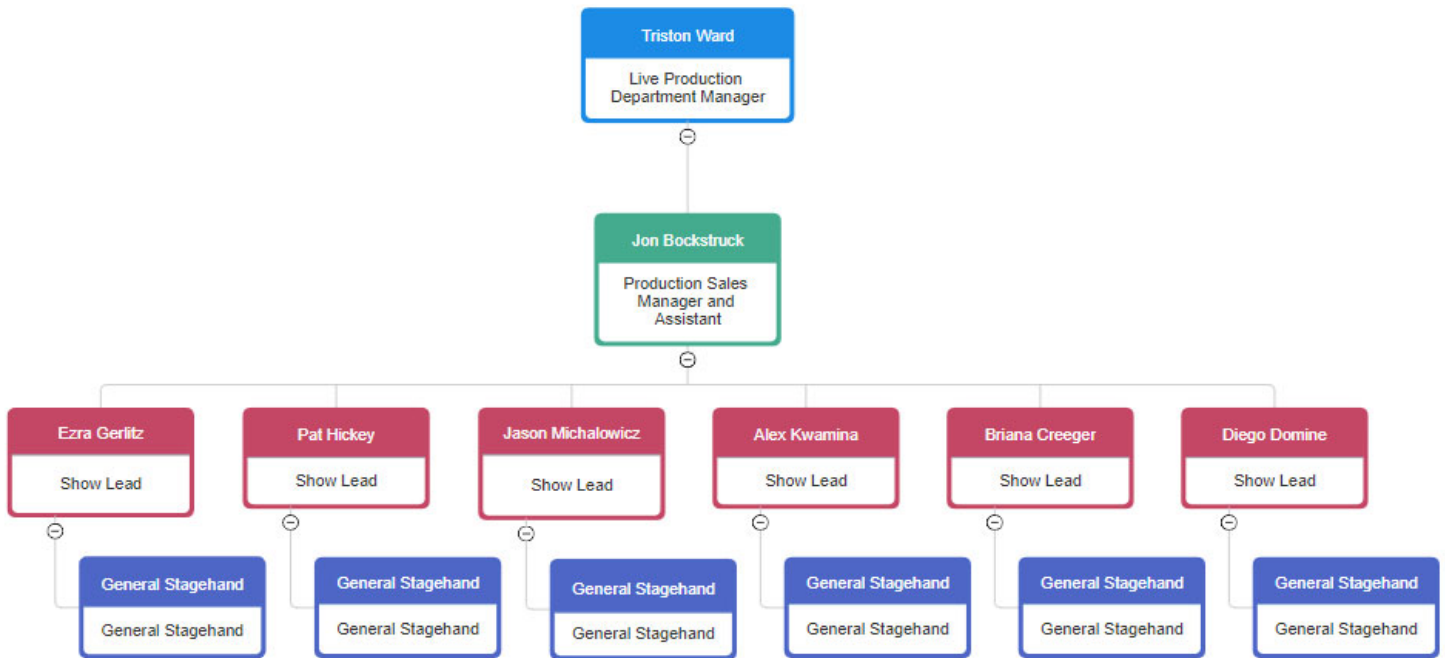 Triston Ward
Live Production
Department Manager
Jon Bockstruck
Production Sales
Manager and
Assistant
Ezra Gerlitz
Show Lead
Pat Hickey
Show Lead
Jason Michalowicz
Show Lead
Alex Kwamina
Show Lead
Briana Creeger
Show Lead
Diego Domine
Show Lead
General Stagehand
General Stagehand
General Stagehand
General Stagehand
General Stagehand
General Stagehand
General Stagehand
General Stagehand
General Stagehand
General Stagehand
General Stagehand
General Stagehand